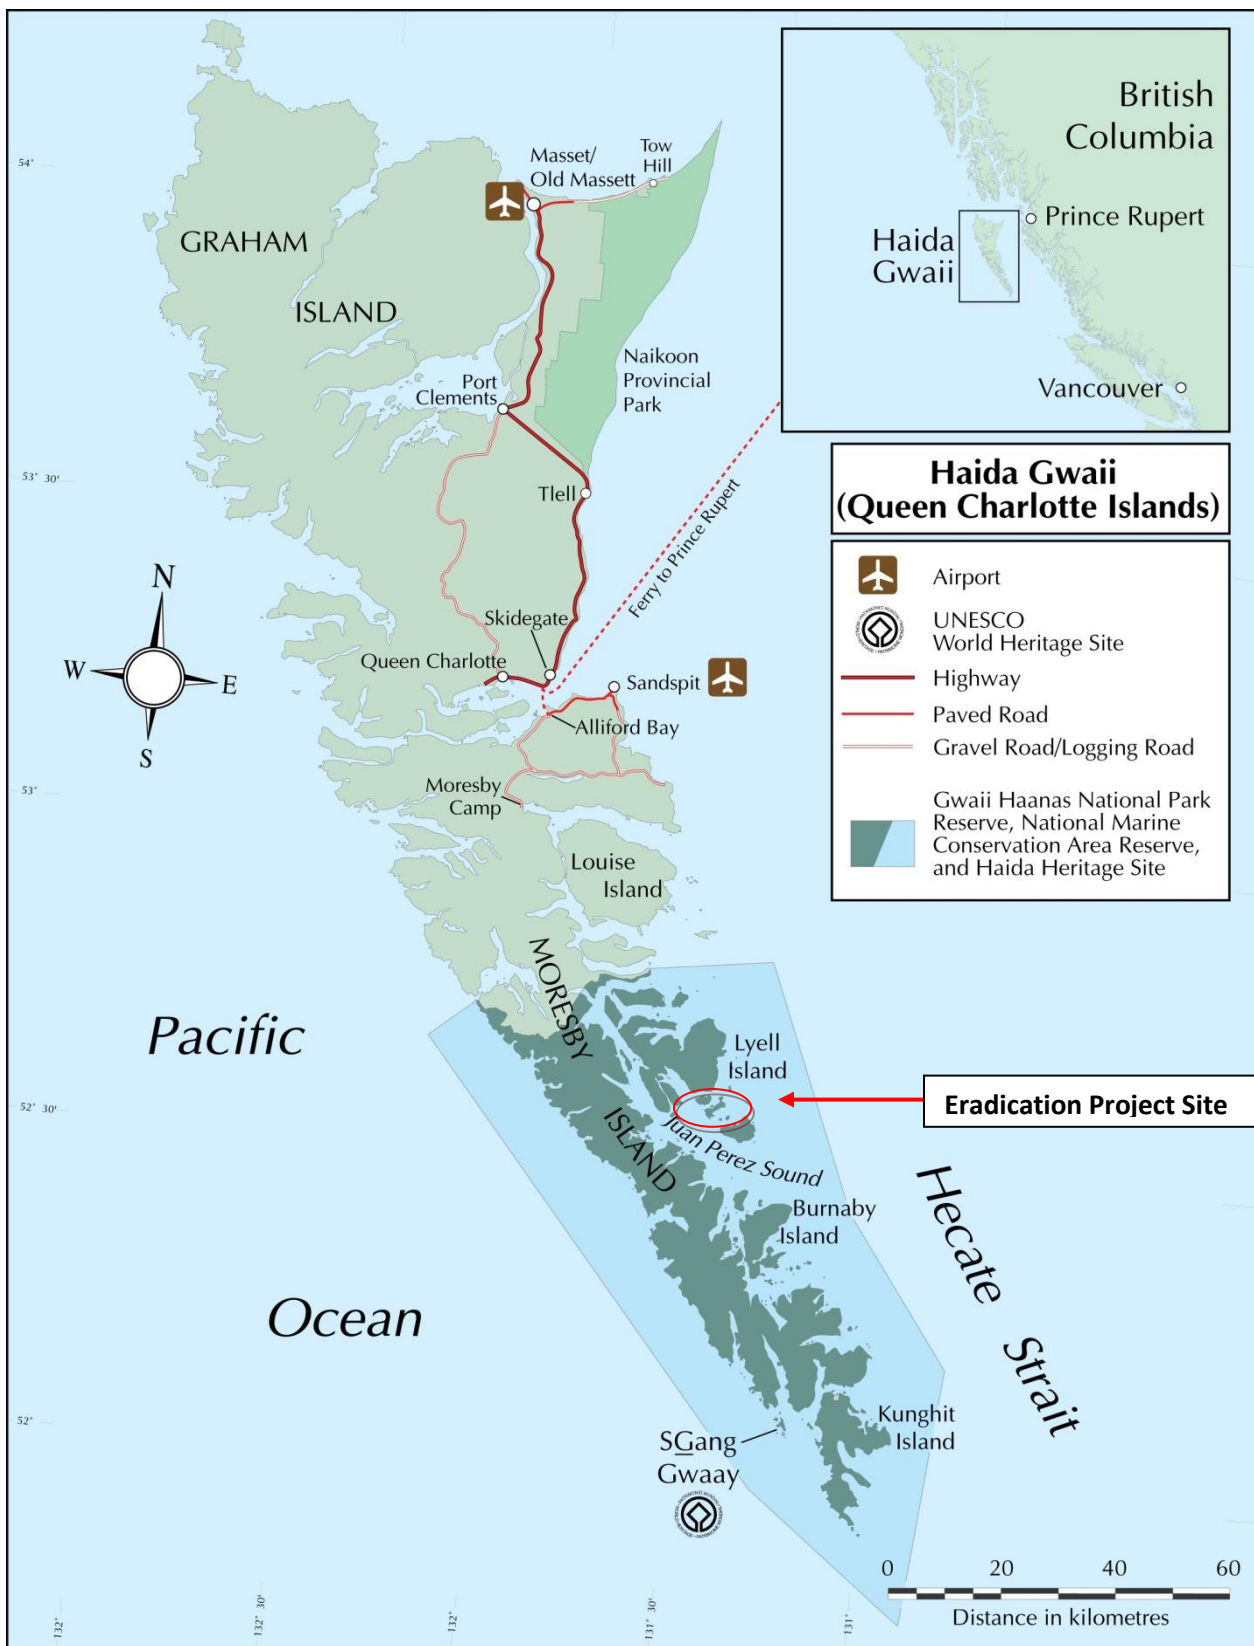 British
Columbia
Prince Rupert
Haida
Gwaii
Vancouver
Haida Gwaii
(Queen Charlotte Islands)
Airport
UNESCO
World Heritage Site
Highway
Paved Road
Gravel Road/Logging Road
Gwaii Haanas National Park
Reserve, National Marine
Conservation Area Reserve,
and Haida Heritage Site
54°
53° 30'
53°
52° 30'
52°
Masset/
Old Massett
Tow
Hill
GRAHAM
ISLAND
Naikoon
Provincial
Park
Port
Clements
Tlell
Ferry to Prince Rupert
Skidegate
Queen Charlotte
Sandspit
Alliford Bay
Moresby
Camp
N
W
E
S
Louise
Island
MORESBY
ISLAND
Pacific
Ocean
Lyell
Island
Eradication Project Site
Juan Perez Sound
Burnaby
Island
Hecate Strait
Kunghit
Island
SGang
Gwaay
0 20 40 60
Distance in kilometres
132°
132° 30'
132°
131° 30'
131°